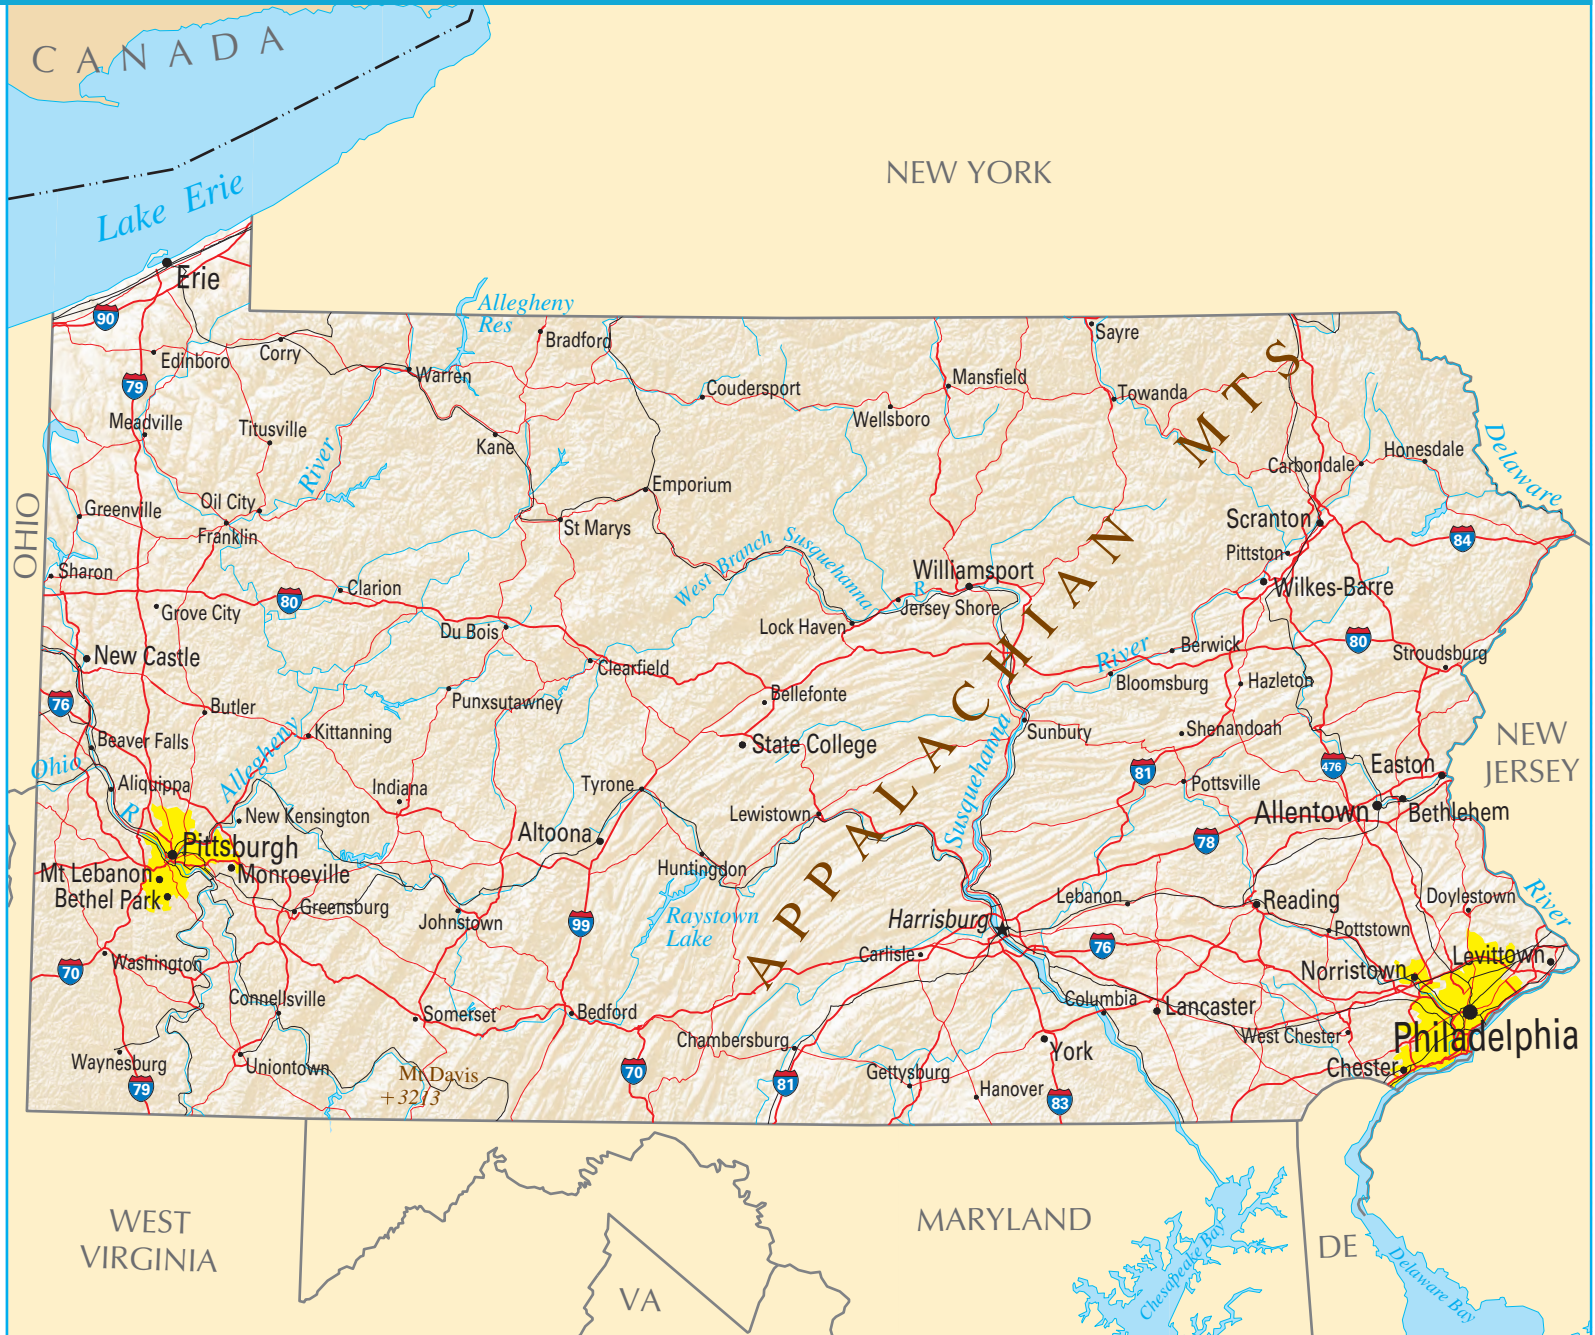 CANADA
NEW YORK
Lake Erie
Erie
Allegheny
Res
90
Bradford
Sayre
Edinboro
Corry
Warren
79
Coudersport
Mansfield
Towanda
Wellsboro
Meadville
Titusville
Kane
River
Honesdale
Carbondale
Delaware
Emporium
Greenville
Oil City
Franklin
St Marys
Scranton
84
OHIO
Pittston
West Branch Susquehanna
R
Williamsport
Sharon
80
Clarion
Wilkes-Barre
Jersey Shore
Grove City
Du Bois
Lock Haven
80
Berwick
River
Stroudsburg
New Castle
Clearfield
Bloomsburg
Hazleton
76
Butler
Punxsutawney
Bellefonte
Kittanning
Allegheny
Sunbury
Shenandoah
NEW
JERSEY
Beaver Falls
State College
Ohio
R
81
476
Easton
Aliquippa
Indiana
Tyrone
Pottsville
New Kensington
Lewistown
Susquehanna
Allentown
Bethlehem
Pittsburgh
Altoona
78
Mt Lebanon
Monroeville
Huntingdon
Bethel Park
Greensburg
Johnstown
99
Raystown
Lake
Harrisburg
Lebanon
Reading
Doylestown
River
Pottstown
APPALACHIAN MTS
70
Washington
Carlisle
76
Norristown
Levittown
Connellsville
Somerset
Bedford
Columbia
Lancaster
West Chester
Philadelphia
Waynesburg
Uniontown
Chambersburg
York
Chester
79
Mt Davis
+3213
70
81
Gettysburg
Hanover
83
WEST
VIRGINIA
MARYLAND
VA
DE
Chesapeake Bay
Delaware Bay